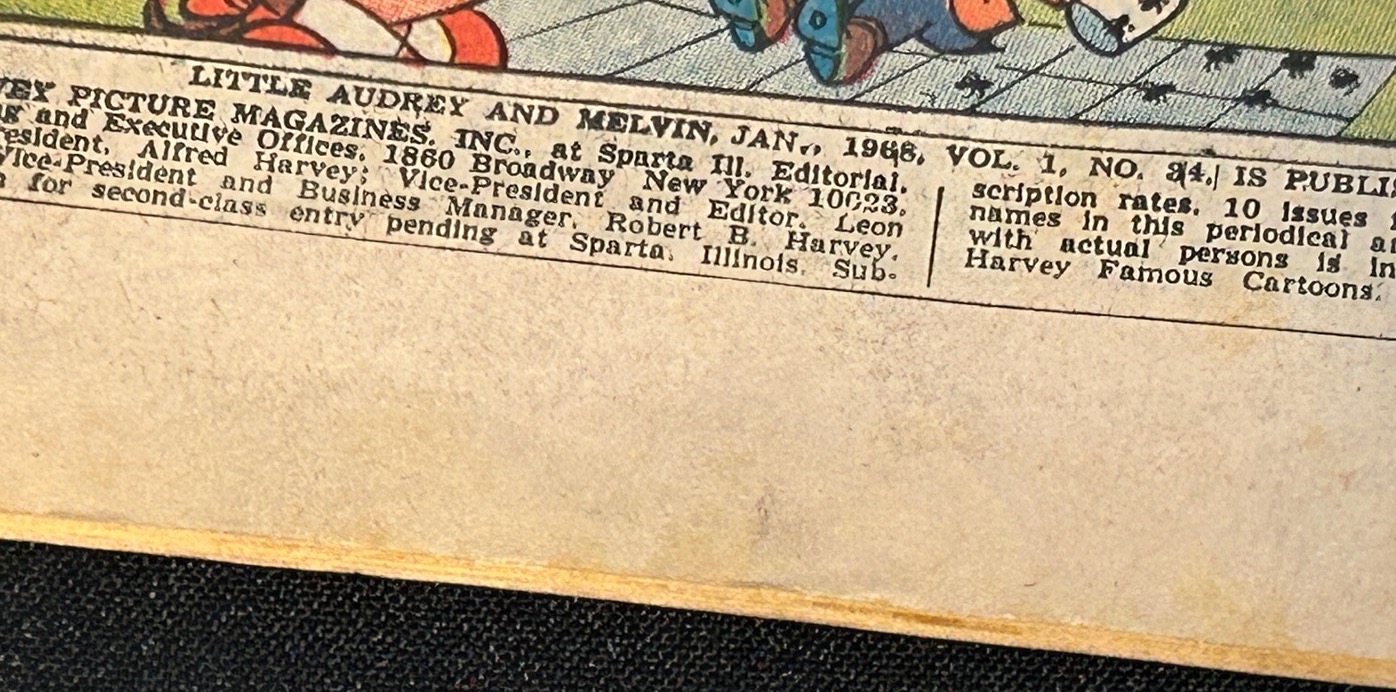 LITTLE AUDREY AND MELVIN, JAN., 1968, VOL. 1, NO. 34, IS PUBLI
VEY PICTURE MAGAZINES, INC., at Sparta Ill. Editorial,
g and Executive Offices, 1860 Broadway New York 10023.
esident, Alfred Harvey; Vice-President and Editor, Leon
Vice-President and Business Manager, Robert B. Harvey.
n for second-class entry pending at Sparta, Illinois. Sub-
scription rates, 10 issues
names in this periodical a
with actual persons is in
Harvey Famous Cartoons.